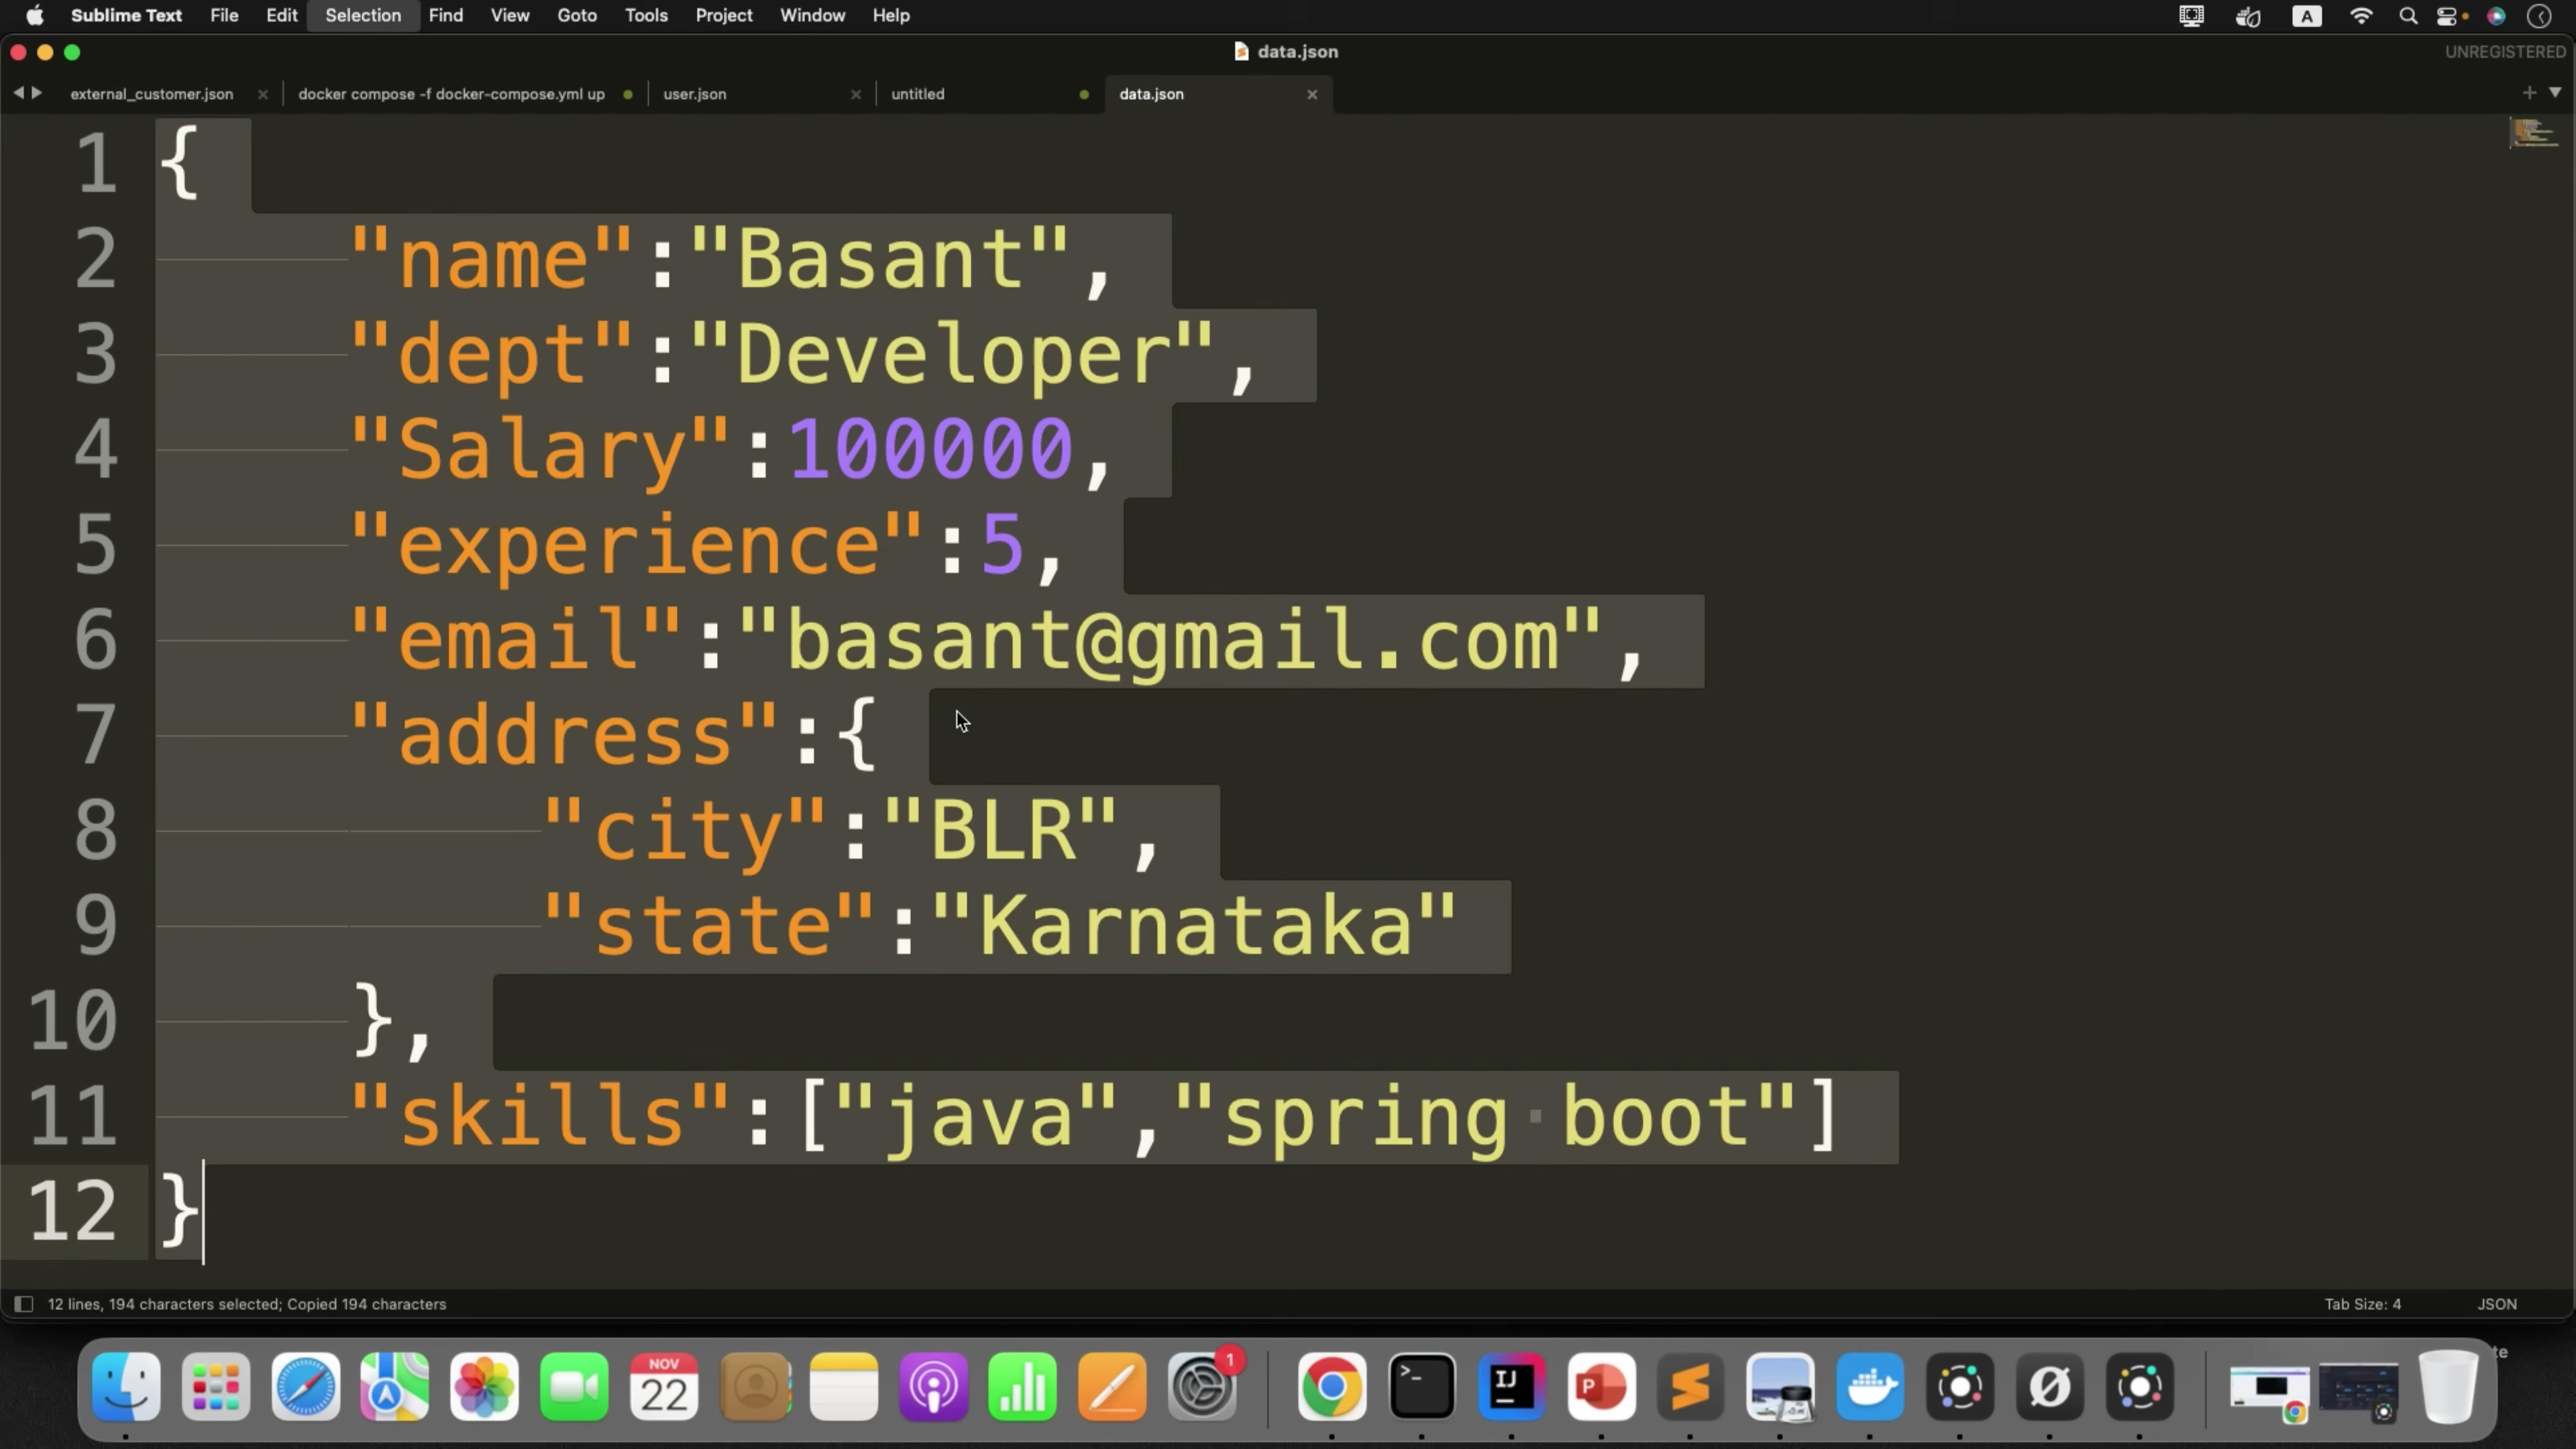 Sublime Text File Edit Selection Find View Goto Tools Project Window Help A
data.json UNREGISTERED
external_customer.json docker compose -f docker-compose.yml up user.json untitled data.json
1 {
2 "name":"Basant",
3 "dept":"Developer",
4 "Salary":100000,
5 "experience":5,
6 "email":"basant@gmail.com",
7 "address":{
8 "city":"BLR",
9 "state":"Karnataka"
10 },
11 "skills":["java","spring boot"]
12 }
12 lines, 194 characters selected; Copied 194 characters Tab Size: 4 JSON
NOV
22
1
>_
IJ
P
te